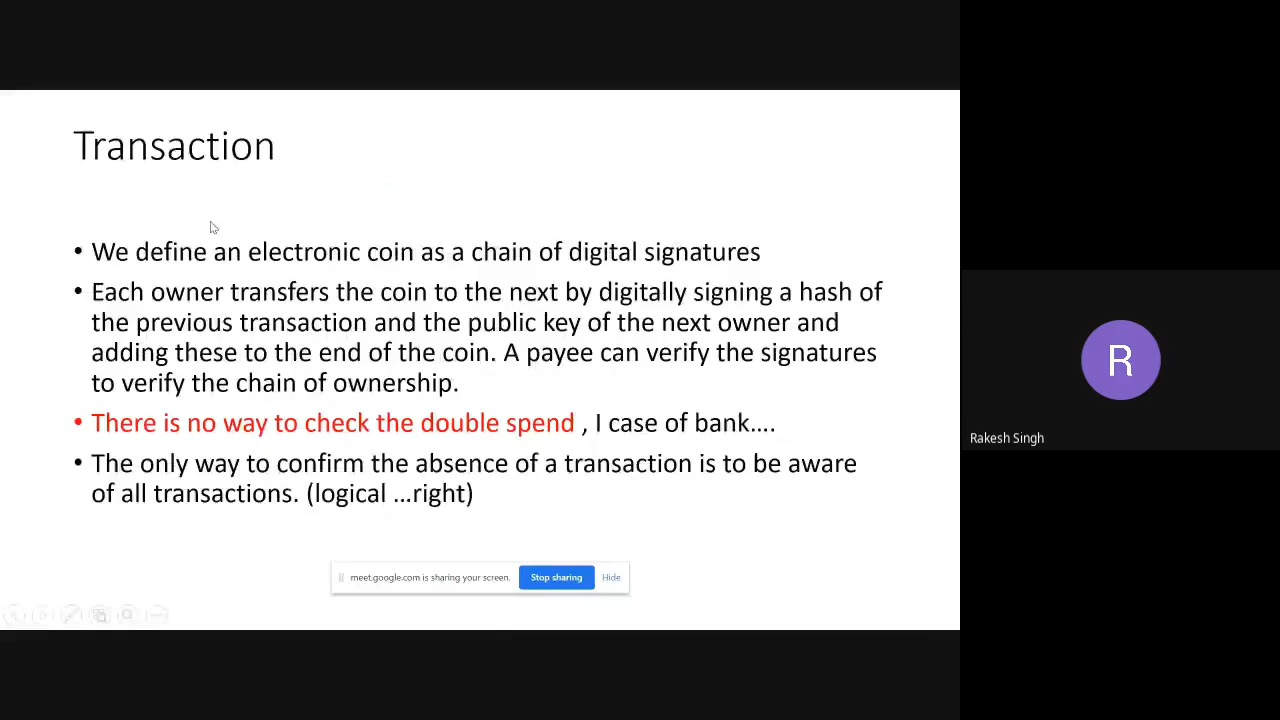 Transaction
• We define an electronic coin as a chain of digital signatures
• Each owner transfers the coin to the next by digitally signing a hash of
the previous transaction and the public key of the next owner and
adding these to the end of the coin. A payee can verify the signatures
to verify the chain of ownership.
• There is no way to check the double spend , I case of bank….
• The only way to confirm the absence of a transaction is to be aware
of all transactions. (logical …right)
meet.google.com is sharing your screen. Stop sharing Hide
R
Rakesh Singh